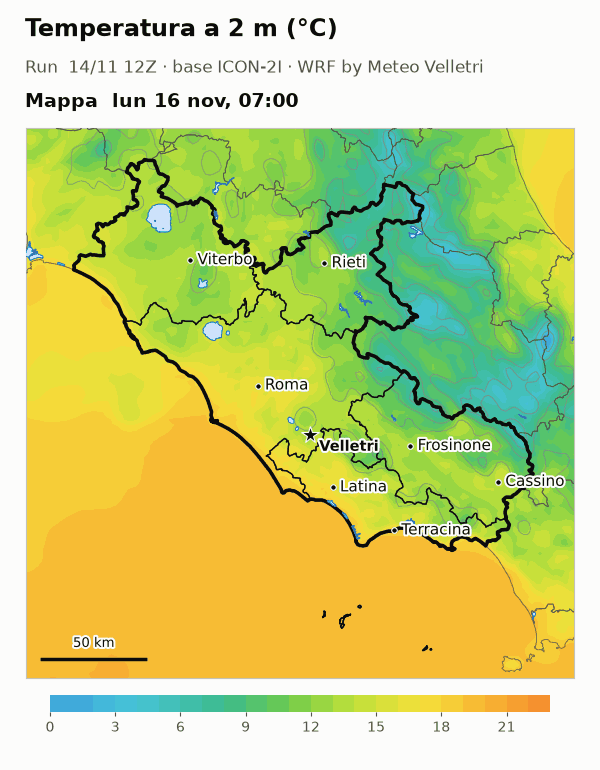 Temperatura a 2 m (°C)
Run  14/11 12Z · base ICON-2I · WRF by Meteo Velletri
Mappa  lun 16 nov, 07:00
Viterbo
Rieti
Roma
Velletri
Frosinone
Cassino
Latina
Terracina
50 km
0 3 6 9 12 15 18 21